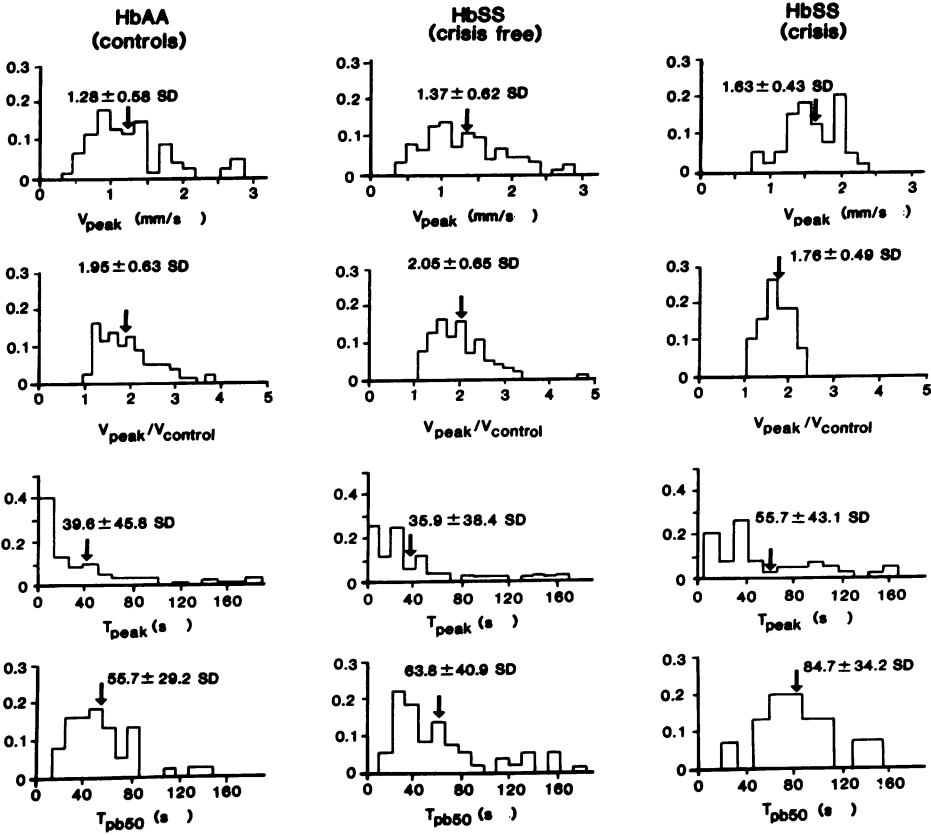 HbAA HbSS HbSS
(controls) (crisis free) (crisis)
0.3 0.3 0.3
1.28±0.58 SD 1.37±0.62 SD 1.63±0.43 SD
0.2 0.2 0.2
0.1 0.1 0.1
0 0 0
0 1 2 3 0 1 2 3 0 1 2 3
Vpeak (mm/s ) Vpeak (mm/s ) Vpeak (mm/s )
1.95±0.63 SD 2.05±0.65 SD 1.76±0.49 SD
0.3 0.3 0.3
0.2 0.2 0.2
0.1 0.1 0.1
0 0 0
0 1 2 3 4 5 0 1 2 3 4 5 0 1 2 3 4 5
Vpeak/Vcontrol Vpeak/Vcontrol Vpeak/Vcontrol
0.4 0.4 0.4
39.6±45.8 SD 35.9±38.4 SD 55.7±43.1 SD
0.2 0.2 0.2
0 0 0
0 40 80 120 160 0 40 80 120 160 0 40 80 120 160
Tpeak (s ) Tpeak (s ) Tpeak (s )
0.3 0.3 0.3
55.7±29.2 SD 63.8±40.9 SD 84.7±34.2 SD
0.2 0.2 0.2
0.1 0.1 0.1
0 0 0
0 40 80 120 160 0 40 80 120 160 0 40 80 120 160
Tpb50 (s ) Tpb50 (s ) Tpb50 (s )